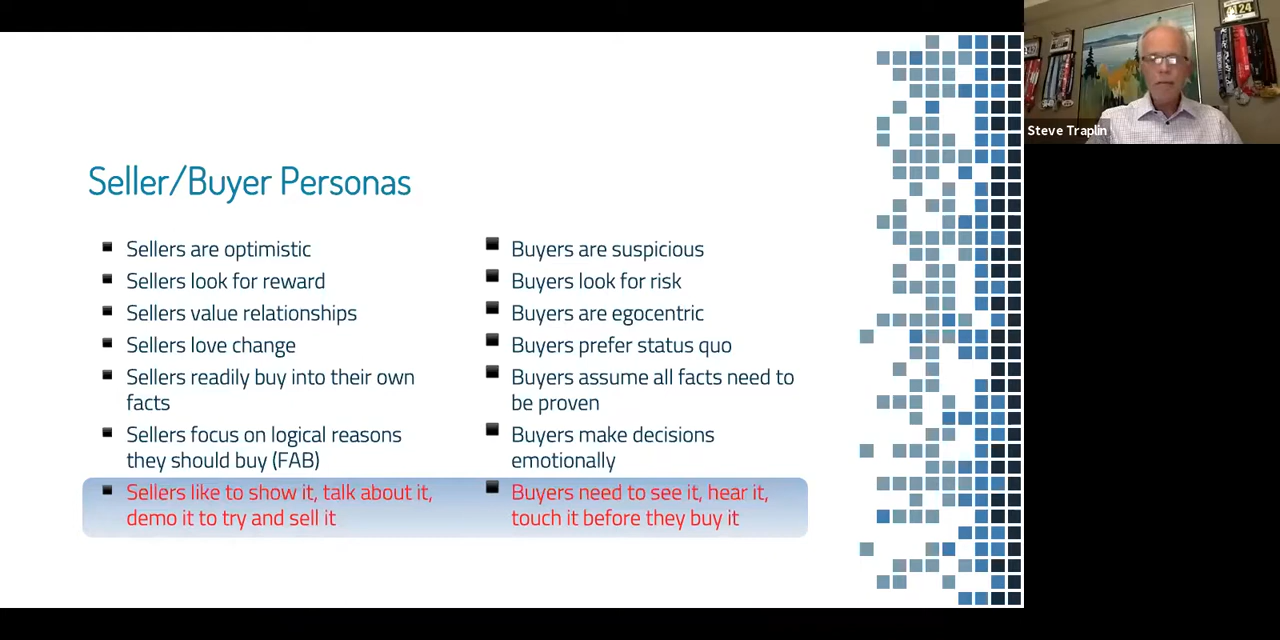 Seller/Buyer Personas
Sellers are optimistic
Sellers look for reward
Sellers value relationships
Sellers love change
Sellers readily buy into their own
facts
Sellers focus on logical reasons
they should buy (FAB)
Sellers like to show it, talk about it,
demo it to try and sell it
Buyers are suspicious
Buyers look for risk
Buyers are egocentric
Buyers prefer status quo
Buyers assume all facts need to
be proven
Buyers make decisions
emotionally
Buyers need to see it, hear it,
touch it before they buy it
4124
Steve Traplin